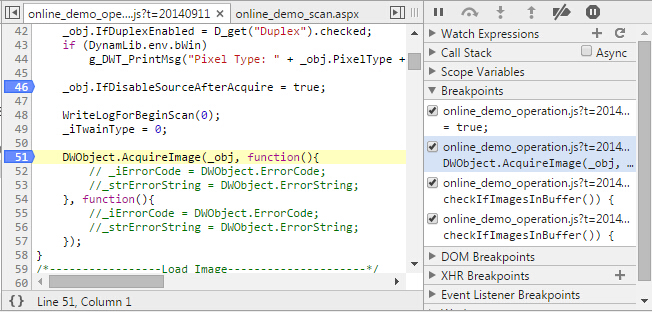 online_demo_ope....js?t=20140911 × online_demo_scan.aspx
42 _obj.IfDuplexEnabled = D_get("Duplex").checked;
43 if (DynamLib.env.bWin)
44 g_DWT_PrintMsg("Pixel Type: " + _obj.PixelType +
45
46 _obj.IfDisableSourceAfterAcquire = true;
47
48 WriteLogForBeginScan(0);
49 _iTwainType = 0;
50
51 DWObject.AcquireImage(_obj, function(){
52 // _iErrorCode = DWObject.ErrorCode;
53 //_strErrorString = DWObject.ErrorString;
54 }, function(){
55 //_iErrorCode = DWObject.ErrorCode;
56 //_strErrorString = DWObject.ErrorString;
57 });
58 }
59 /*-----------------Load Image---------------------*/
60
{} Line 51, Column 1
Watch Expressions
Call Stack Async
Scope Variables
Breakpoints
online_demo_operation.js?t=2014...
= true;
online_demo_operation.js?t=2014...
DWObject.AcquireImage(_obj, …
online_demo_operation.js?t=2014...
checkIfImagesInBuffer()) {
online_demo_operation.js?t=2014...
checkIfImagesInBuffer()) {
DOM Breakpoints
XHR Breakpoints
Event Listener Breakpoints